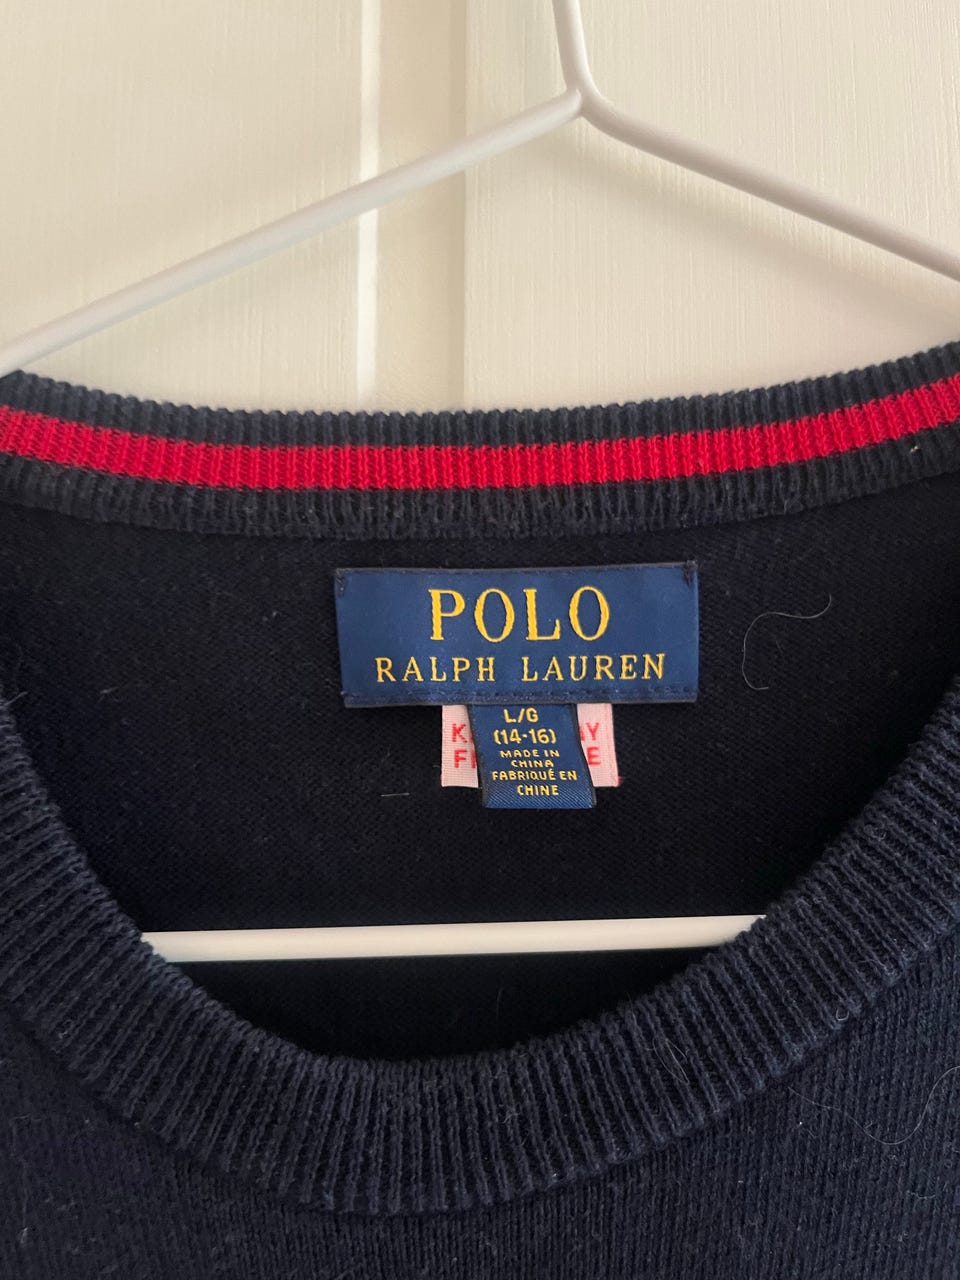 POLO
RALPH LAUREN
L/G
(14-16)
MADE IN
CHINA
FABRIQUÉ EN
CHINE